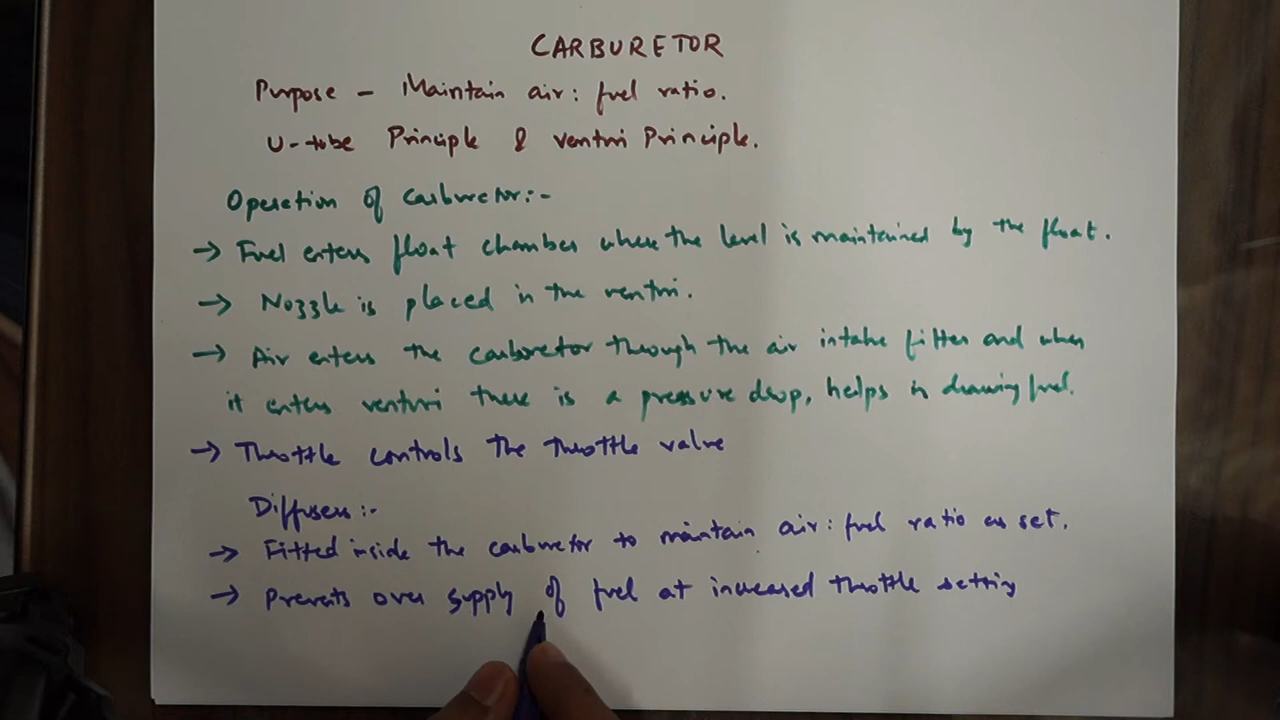 CARBURETOR
Purpose - Maintain air: fuel ratio.
U-tube Principle & venturi Principle.
Operation of carburetor:-
→ Fuel enters float chamber where the level is maintained by the float.
→ Nozzle is placed in the venturi.
→ Air enters the carburetor through the air intake filter and when
it enters venturi there is a pressure drop, helps in drawing fuel.
→ Throttle controls the throttle valve
Diffusers:-
→ Fitted inside the carburetor to maintain air: fuel ratio as set.
→ Prevents over supply of fuel at increased throttle setting